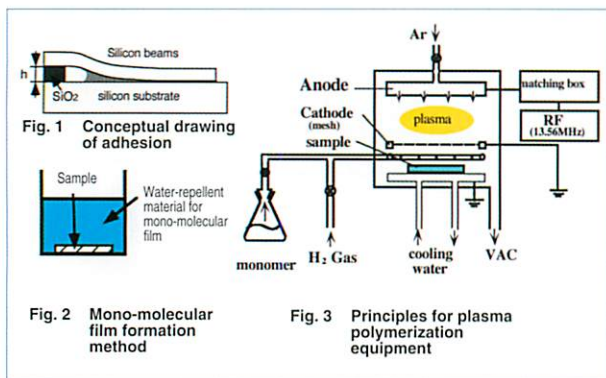 Silicon beams
h
SiO2
silicon substrate
Fig. 1 Conceptual drawing
of adhesion
Sample
Water-repellent
material for
mono-molecular
film
Fig. 2 Mono-molecular
film formation
method
Ar
Anode
matching box
plasma
Cathode
(mesh)
RF
(13.56MHz)
sample
monomer
H2 Gas
cooling
water
VAC
Fig. 3 Principles for plasma
polymerization
equipment